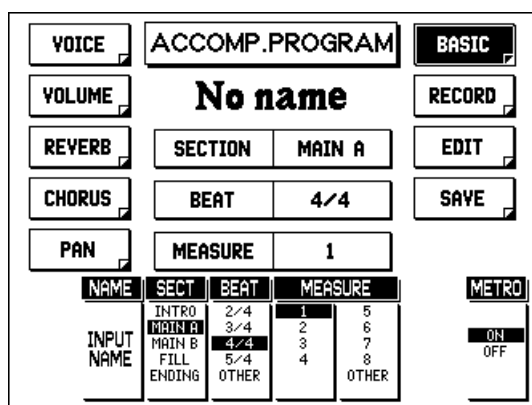 VOICE ACCOMP.PROGRAM BASIC
VOLUME No name RECORD
REVERB SECTION MAIN A EDIT
CHORUS BEAT 4/4 SAVE
PAN MEASURE 1
NAME SECT BEAT MEASURE METRO
INTRO 2/4 1 5
MAIN A 3/4 2 6 ON
INPUT MAIN B 4/4 3 7 OFF
NAME FILL 5/4 4 8
ENDING OTHER OTHER